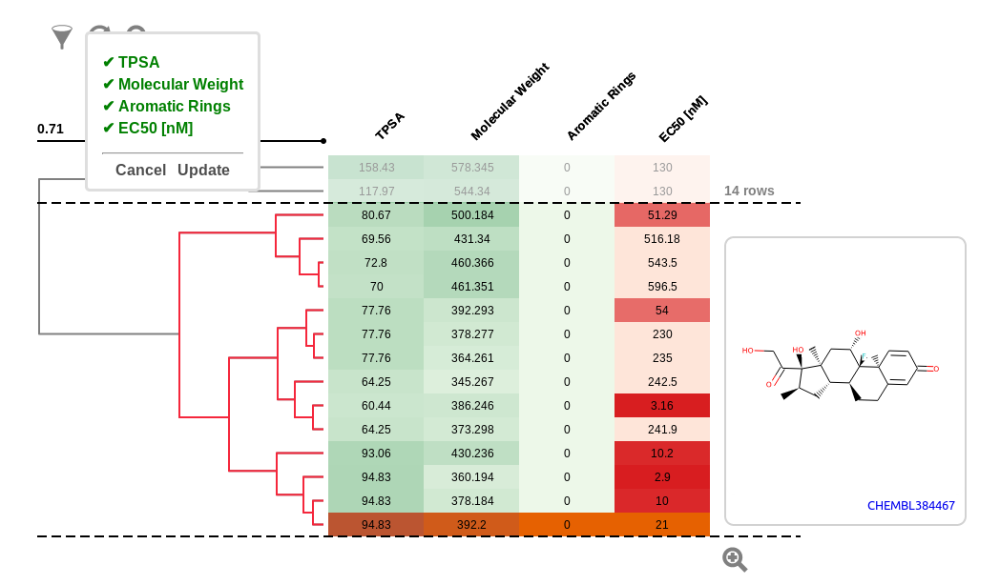 ✔ TPSA
✔ Molecular Weight
✔ Aromatic Rings
✔ EC50 [nM]
Cancel Update
0.71
TPSA Molecular Weight Aromatic Rings EC50 [nM]
158.43 578.345 0 130
117.97 544.34 0 130
14 rows
80.67 500.184 0 51.29
69.56 431.34 0 516.18
72.8 460.366 0 543.5
70 461.351 0 596.5
77.76 392.293 0 54
77.76 378.277 0 230
77.76 364.261 0 235
64.25 345.267 0 242.5
60.44 386.246 0 3.16
64.25 373.298 0 241.9
93.06 430.236 0 10.2
94.83 360.194 0 2.9
94.83 378.184 0 10
94.83 392.2 0 21
OH
HO
HO
F
O
O
CHEMBL384467